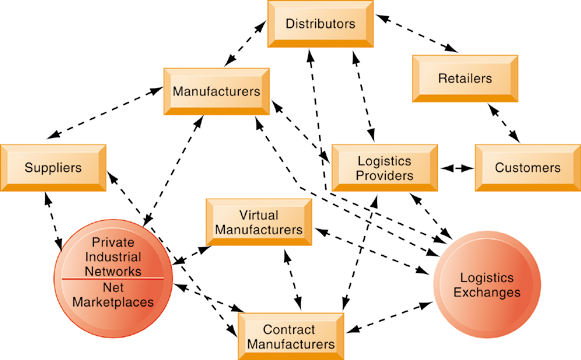 Distributors
Retailers
Manufacturers
Suppliers
Logistics
Providers
Customers
Virtual
Manufacturers
Private
Industrial
Networks
Net
Marketplaces
Logistics
Exchanges
Contract
Manufacturers